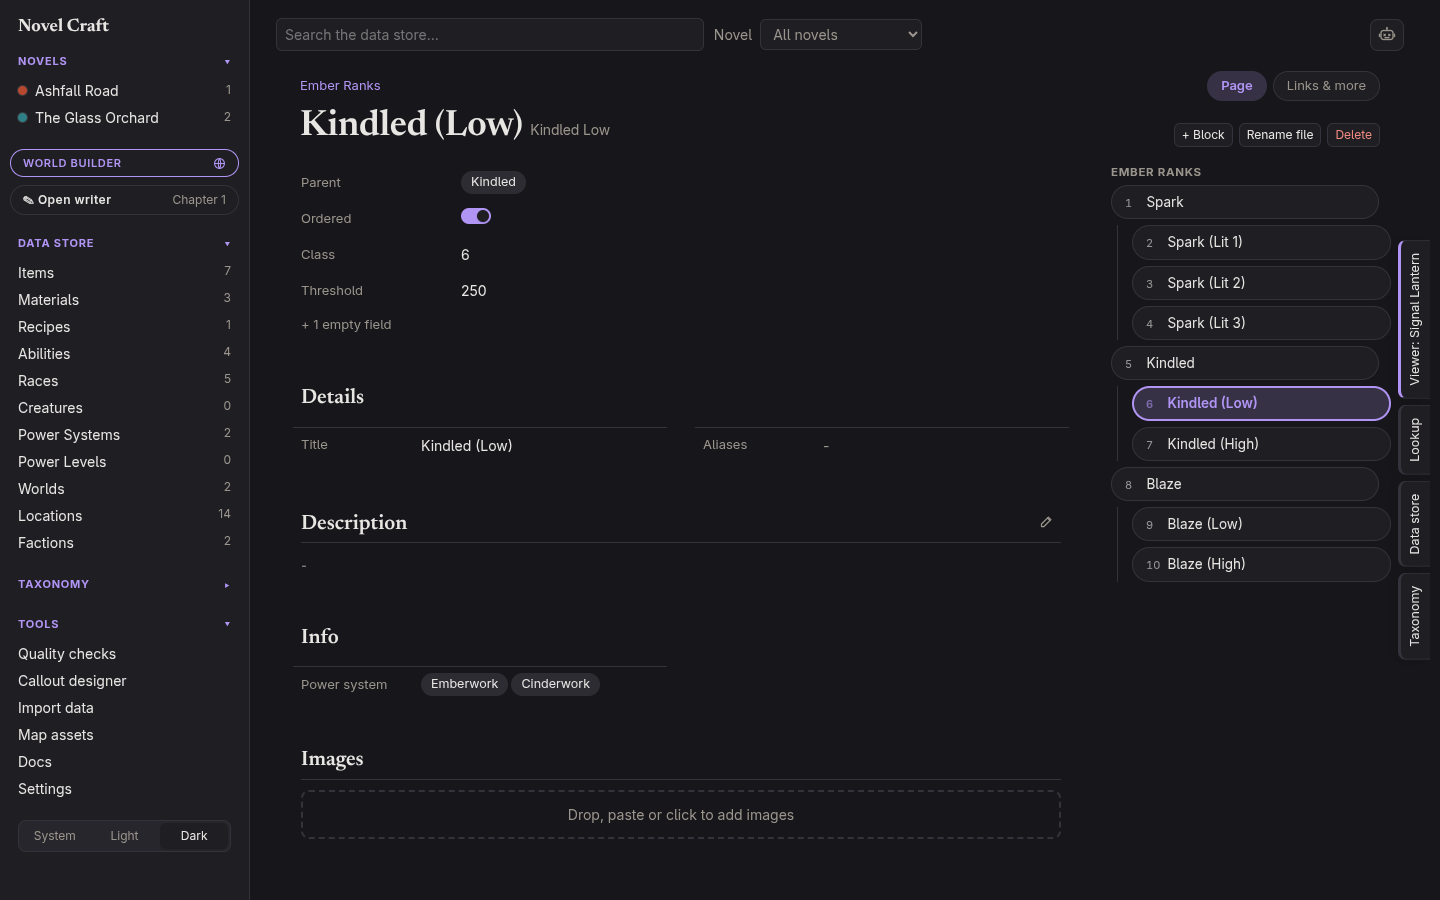 Novel Craft
NOVELS
Ashfall Road 1
The Glass Orchard 2
WORLD BUILDER
Open writer Chapter 1
DATA STORE
Items 7
Materials 3
Recipes 1
Abilities 4
Races 5
Creatures 0
Power Systems 2
Power Levels 0
Worlds 2
Locations 14
Factions 2
TAXONOMY
TOOLS
Quality checks
Callout designer
Import data
Map assets
Docs
Settings
System Light Dark
Search the data store...
Novel All novels
Ember Ranks
Kindled (Low) Kindled Low
Page Links & more
+ Block Rename file Delete
Parent Kindled
Ordered
Class 6
Threshold 250
+ 1 empty field
Details
Title Kindled (Low)
Aliases -
Description
-
Info
Power system Emberwork Cinderwork
Images
Drop, paste or click to add images
EMBER RANKS
1 Spark
2 Spark (Lit 1)
3 Spark (Lit 2)
4 Spark (Lit 3)
5 Kindled
6 Kindled (Low)
7 Kindled (High)
8 Blaze
9 Blaze (Low)
10 Blaze (High)
Viewer: Signal Lantern
Lookup
Data store
Taxonomy